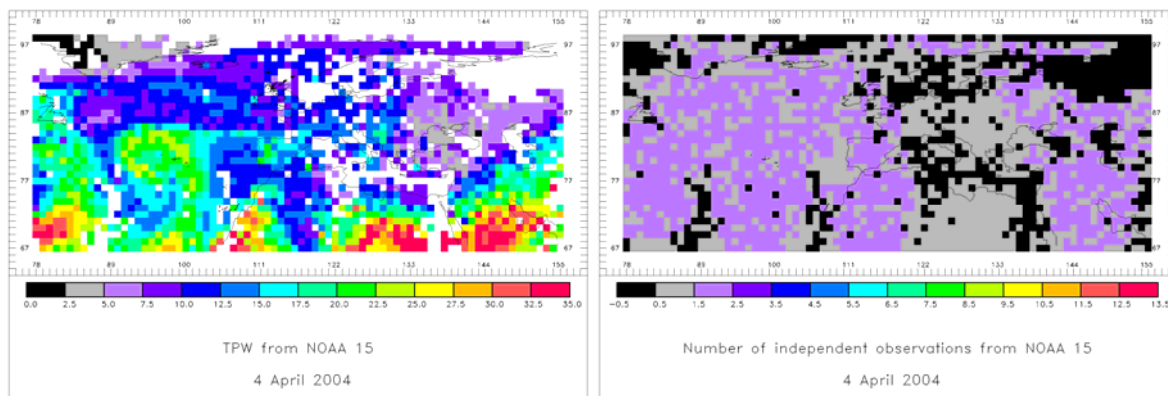 78 89 100 111 122 133 144 155
97 97
87 87
77 77
67 67
78 89 100 111 122 133 144 155
0.0 2.5 5.0 7.5 10.0 12.5 15.0 17.5 20.0 22.5 25.0 27.5 30.0 32.5 35.0
TPW from NOAA 15
4 April 2004
78 89 100 111 122 133 144 155
97 97
87 87
77 77
67 67
78 89 100 111 122 133 144 155
-0.5 0.5 1.5 2.5 3.5 4.5 5.5 6.5 7.5 8.5 9.5 10.5 11.5 12.5 13.5
Number of independent observations from NOAA 15
4 April 2004